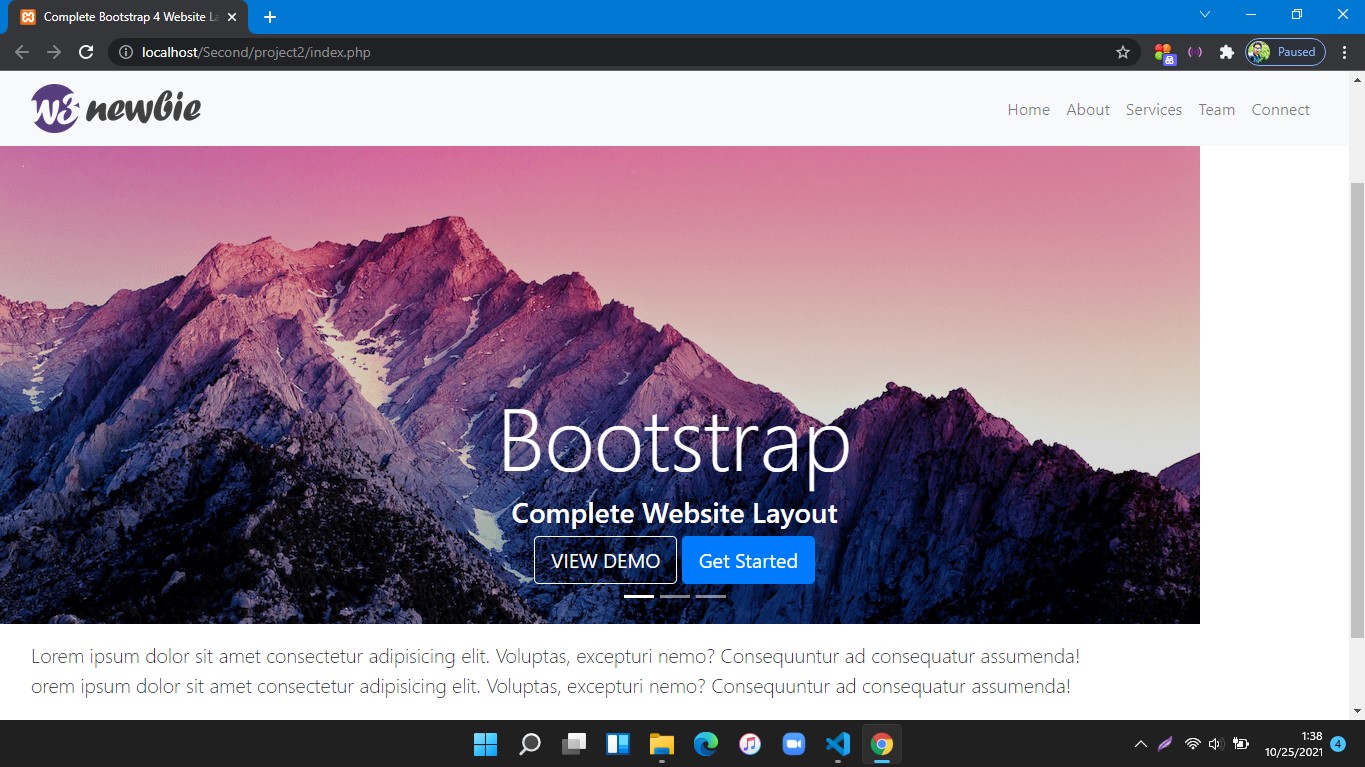 Complete Bootstrap 4 Website La
localhost/Second/project2/index.php
Paused
w3 newbie
Home About Services Team Connect
Bootstrap
Complete Website Layout
VIEW DEMO Get Started
Lorem ipsum dolor sit amet consectetur adipisicing elit. Voluptas, excepturi nemo? Consequuntur ad consequatur assumenda!
orem ipsum dolor sit amet consectetur adipisicing elit. Voluptas, excepturi nemo? Consequuntur ad consequatur assumenda!
1:38
10/25/2021
4